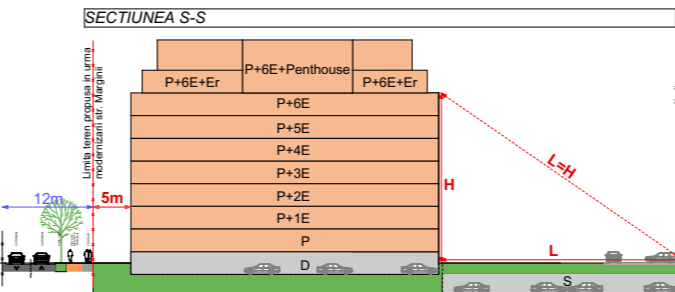 SECTIUNEA S-S
Limita teren propusa in urma
modernizarii str. Marginii
P+6E+Penthouse
P+6E+Er
P+6E+Er
P+6E
P+5E
P+4E
P+3E
P+2E
P+1E
P
D
12m
5m
H
L=H
L
S